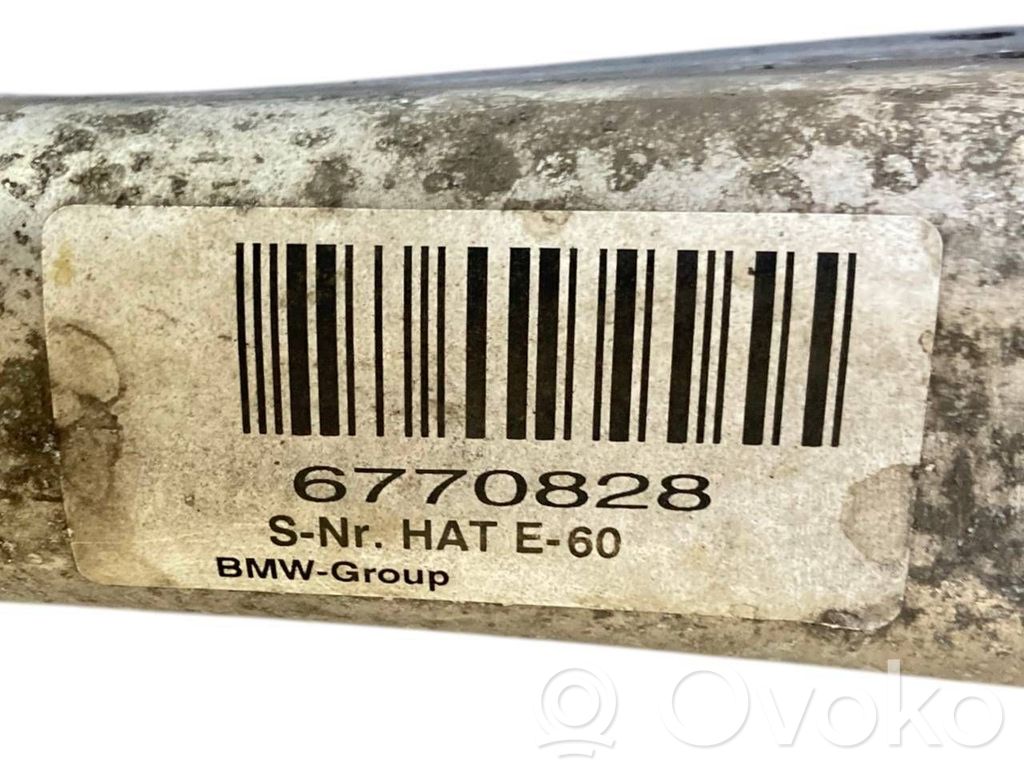 6770828
S-Nr. HAT E-60
BMW-Group
Ovoko